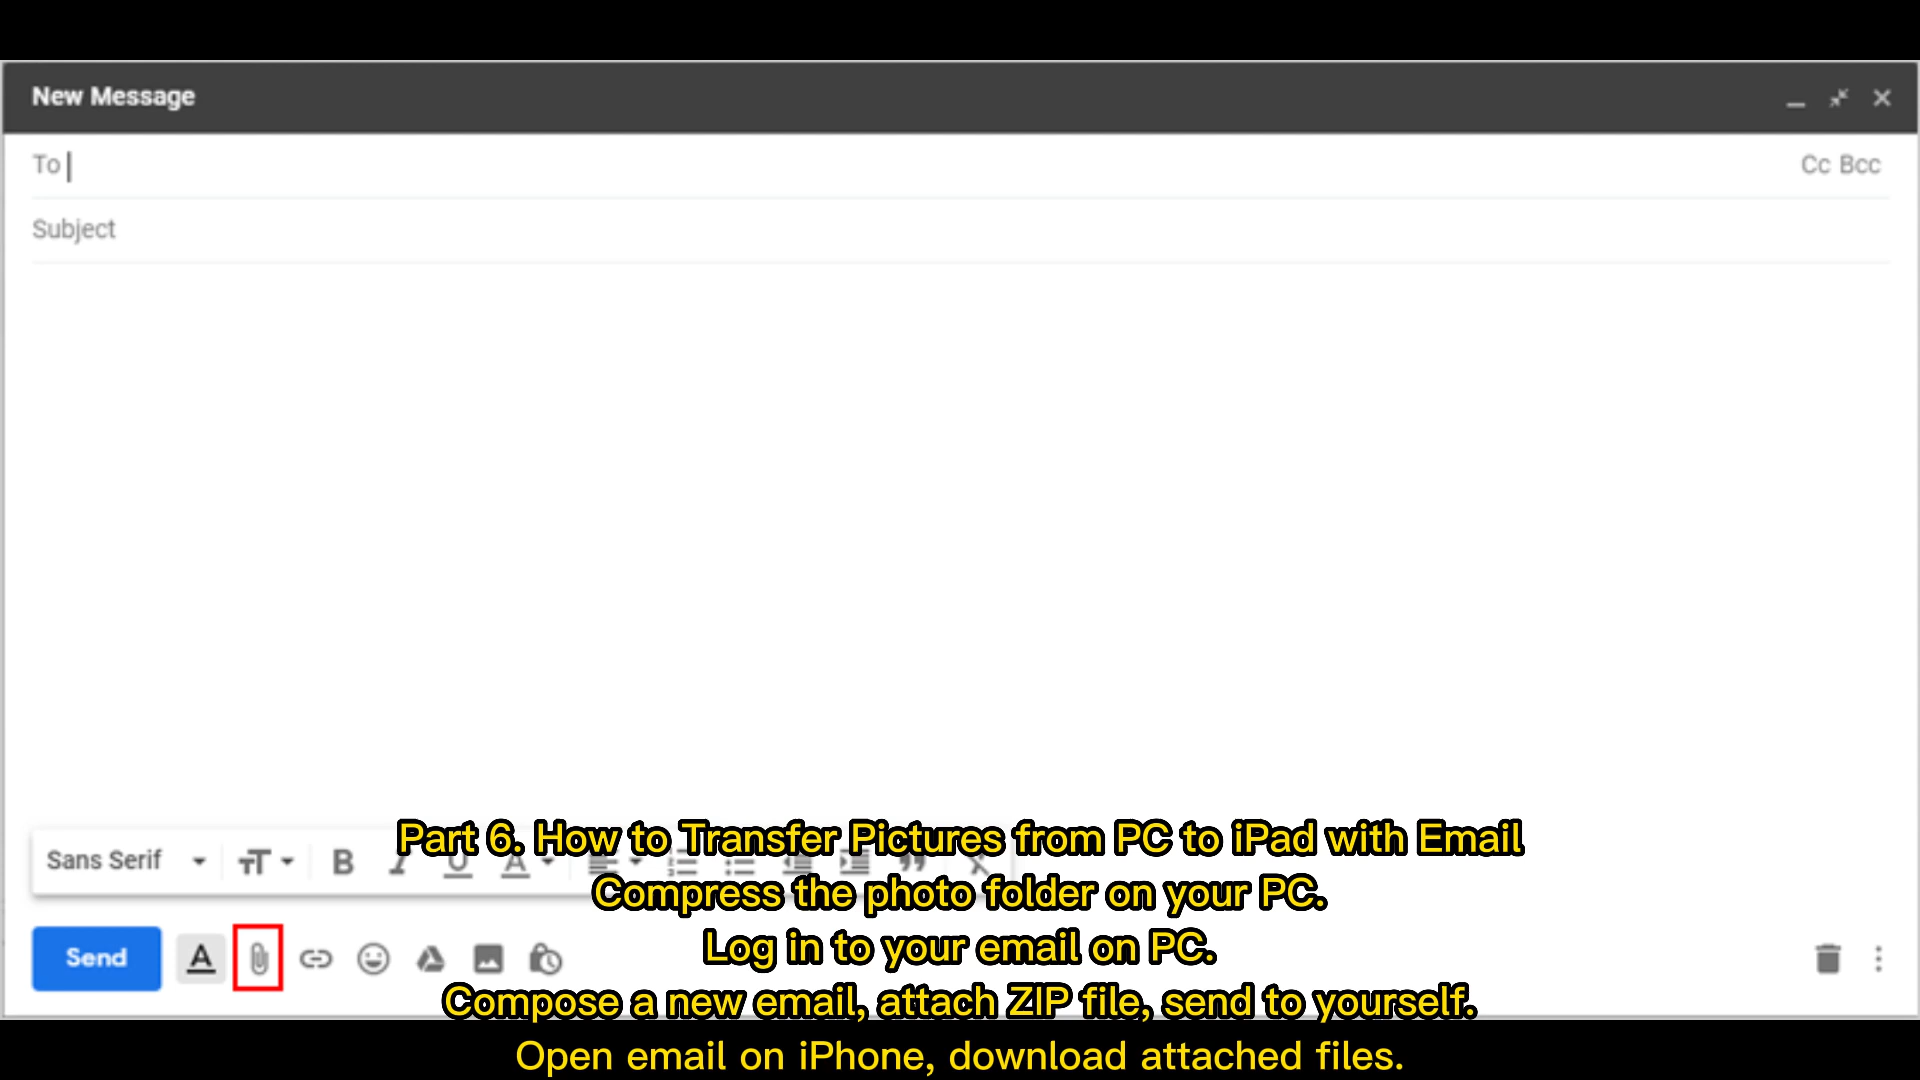 New Message
To
Cc Bcc
Subject
Part 6. How to Transfer Pictures from PC to iPad with Email
Sans Serif
Compress the photo folder on your PC.
Log in to your email on PC.
Send
Compose a new email, attach ZIP file, send to yourself.
Open email on iPhone, download attached files.